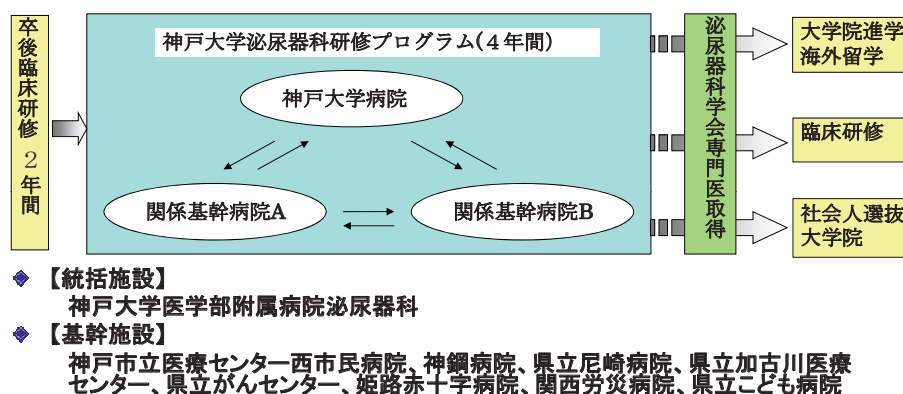 卒後臨床研修 2年間
神戸大学泌尿器科研修プログラム(4年間)
神戸大学病院
関係基幹病院A
関係基幹病院B
泌尿器科学会専門医取得
大学院進学
海外留学
臨床研修
社会人選抜
大学院
【統括施設】
神戸大学医学部附属病院泌尿器科
【基幹施設】
神戸市立医療センター西市民病院、神鋼病院、県立尼崎病院、県立加古川医療
センター、県立がんセンター、姫路赤十字病院、関西労災病院、県立こども病院